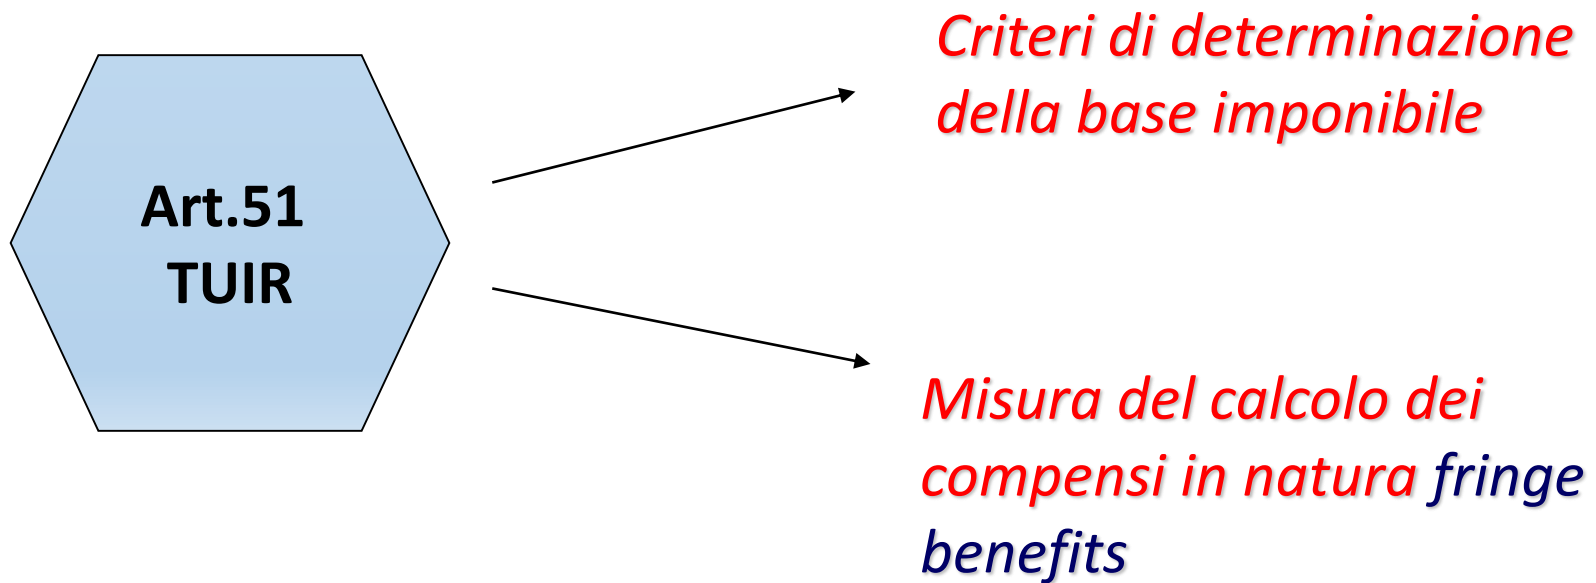 Art.51
TUIR
Criteri di determinazione
della base imponibile
Misura del calcolo dei
compensi in natura fringe
benefits